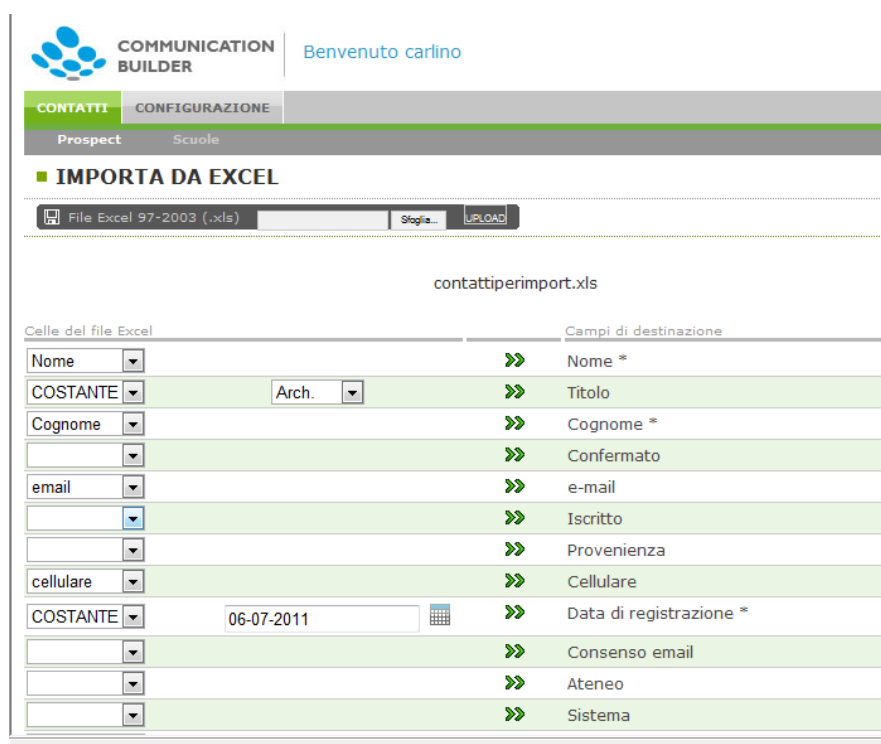 COMMUNICATION
BUILDER
Benvenuto carlino
CONTATTI CONFIGURAZIONE
Prospect Scuole
IMPORTA DA EXCEL
File Excel 97-2003 (.xls) Sfoglia... UPLOAD
contattiperimport.xls
Celle del file Excel Campi di destinazione
Nome Nome *
COSTANTE Arch. Titolo
Cognome Cognome *
Confermato
email e-mail
Iscritto
Provenienza
cellulare Cellulare
COSTANTE 06-07-2011 Data di registrazione *
Consenso email
Ateneo
Sistema